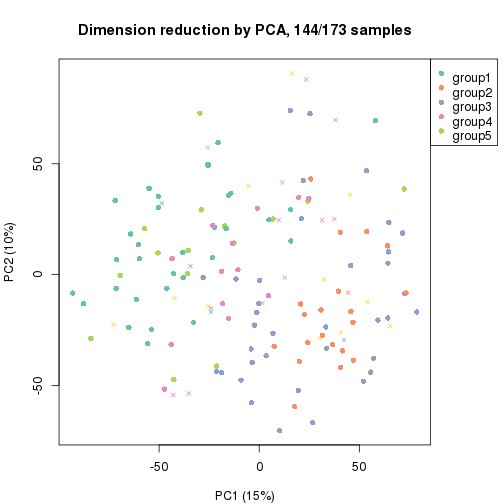 Dimension reduction by PCA, 144/173 samples
group1
group2
group3
group4
group5
50
0
-50
PC2 (10%)
-50
0
50
PC1 (15%)